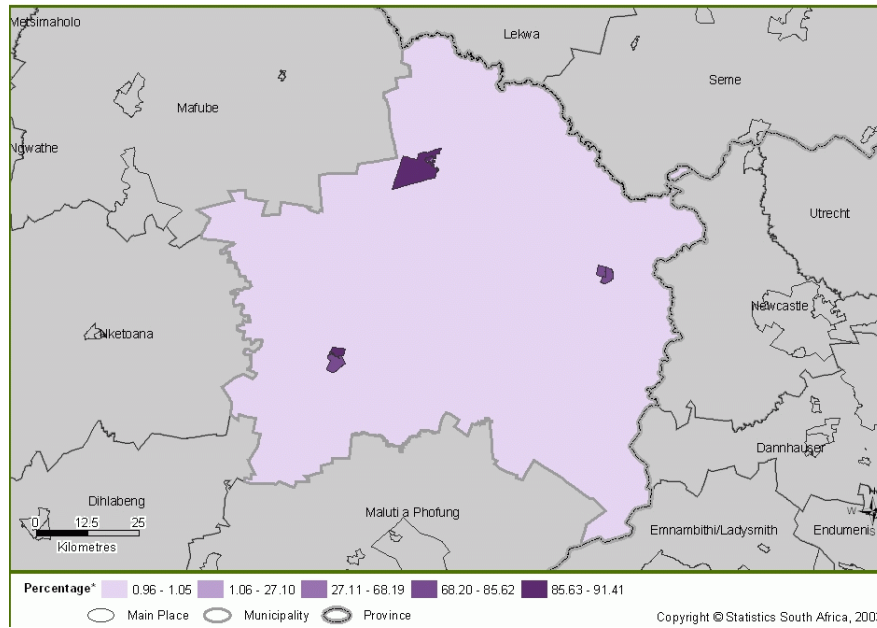 Metsimaholo
Lekwa
Seme
Mafube
Ngwathe
Utrecht
Newcastle
Nketoana
Dannhauser
Dihlabeng
Maluti a Phofung
Emnambithi/Ladysmith
Endumeni
W
S
0 12.5 25
Kilometres
Percentage* 0.96 - 1.05 1.06 - 27.10 27.11 - 68.19 68.20 - 85.62 85.63 - 91.41
Main Place Municipality Province Copyright © Statistics South Africa, 200